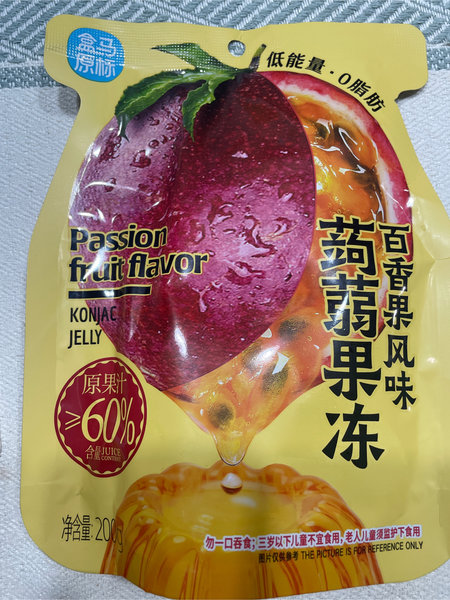 盒马
原标
低能量·0脂肪
Passion
fruit flavor
KONJAC
JELLY
百香果风味
蒟蒻果冻
原果汁
≥60%
含量 JUICE CONTENT
净含量: 200g
勿一口吞食;三岁以下儿童不宜食用,老人儿童须监护下食用
图片仅供参考 THE PICTURE IS FOR REFERENCE ONLY